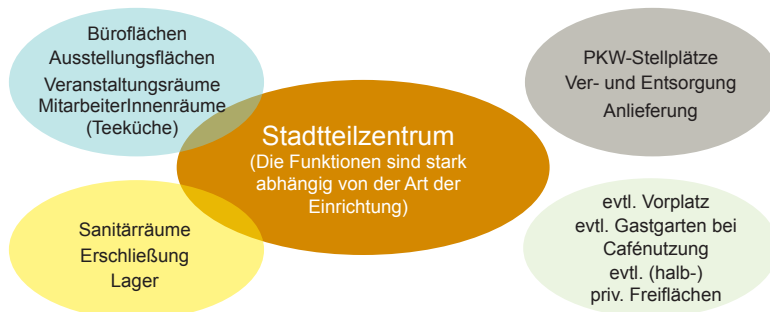 Büroflächen
Ausstellungsflächen
Veranstaltungsräume
MitarbeiterInnenräume
(Teeküche)
Stadtteilzentrum
(Die Funktionen sind stark
abhängig von der Art der
Einrichtung)
PKW-Stellplätze
Ver- und Entsorgung
Anlieferung
Sanitärräume
Erschließung
Lager
evtl. Vorplatz
evtl. Gastgarten bei
Cafénutzung
evtl. (halb-)
priv. Freiflächen